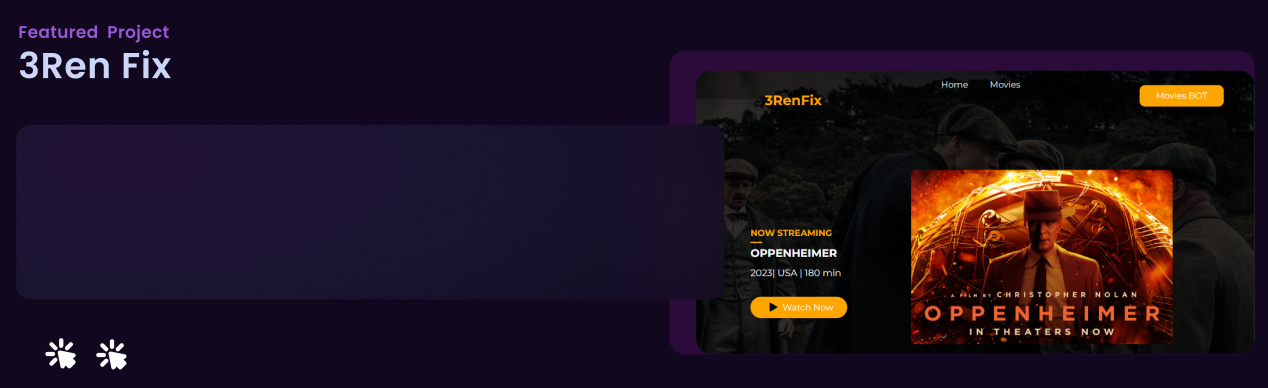 Featured Project
3Ren Fix
Home Movies
Movies BOT
3RenFix
NOW STREAMING
OPPENHEIMER
2023| USA | 180 min
Watch Now
A FILM BY CHRISTOPHER NOLAN
OPPENHEIMER
IN THEATERS NOW